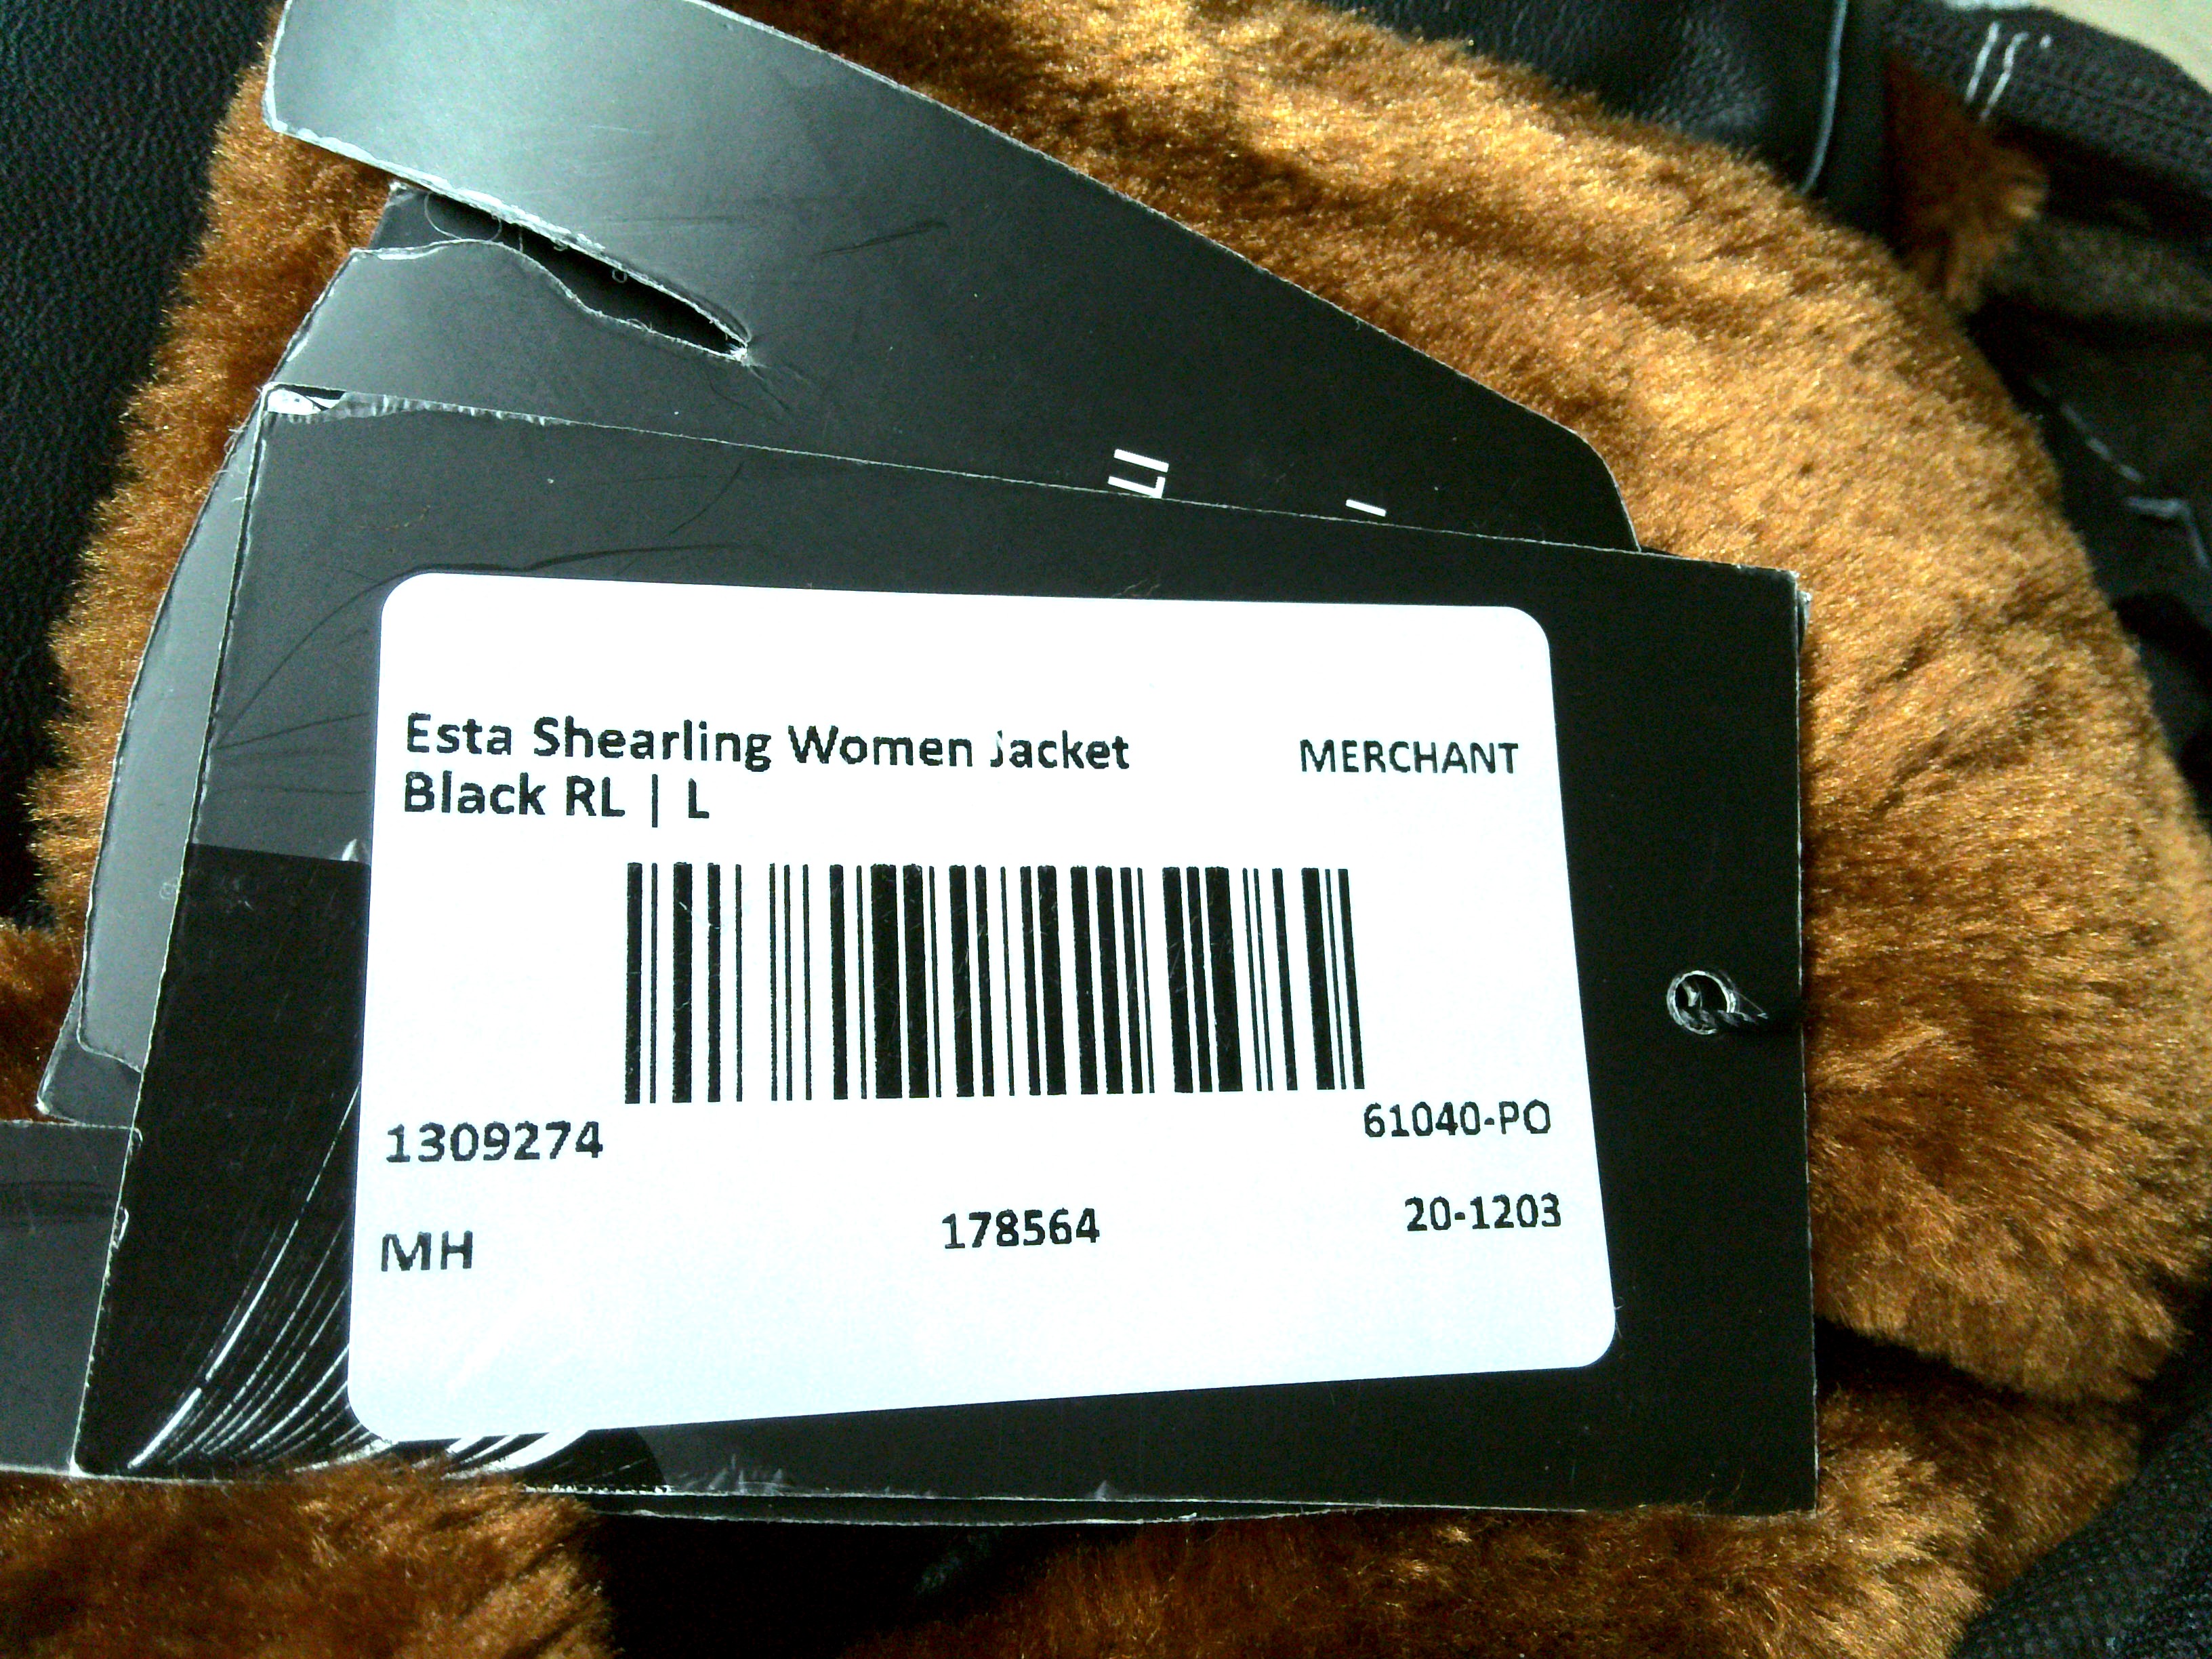 Esta Shearling Women Jacket
Black RL | L
MERCHANT
1309274
61040-PO
MH
178564
20-1203